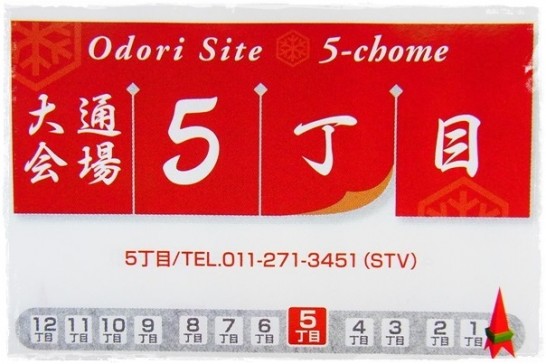 Odori Site 5-chome
大通会場 5丁目
5丁目/TEL.011-271-3451(STV)
12丁目 11丁目 10丁目 9丁目 8丁目 7丁目 6丁目 5丁目 4丁目 3丁目 2丁目 1丁目